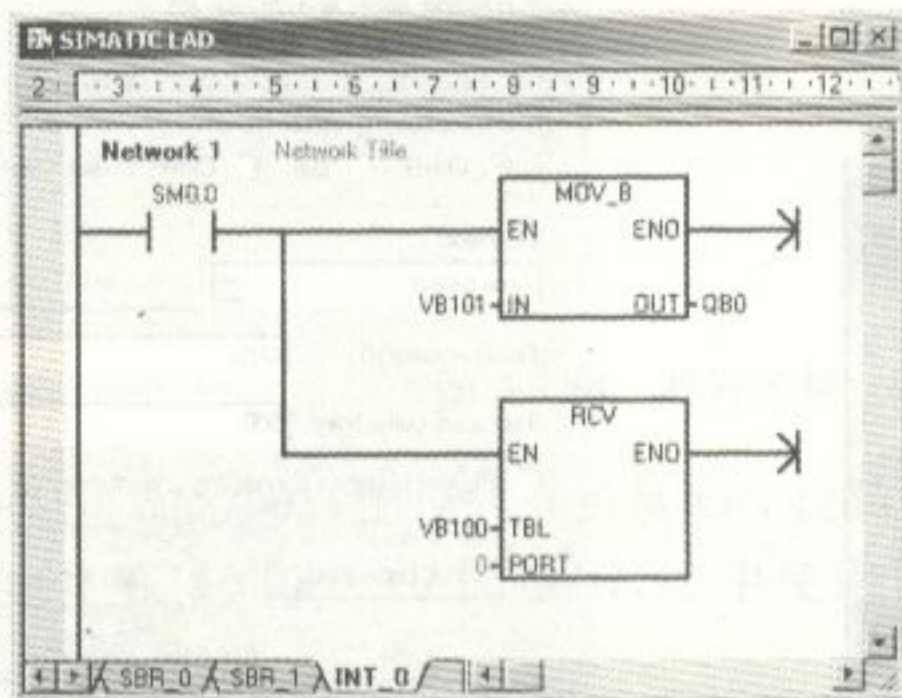 SIMATIC LAD
2 · 3 · 4 · 5 · 6 · 7 · 8 · 9 · 10 · 11 · 12
Network 1 Network Title
SM0.0
MOV_B
EN ENO
VB101 IN OUT QB0
RCV
EN ENO
VB100 TBL
0 PORT
SBR_0 SBR_1 INT_0